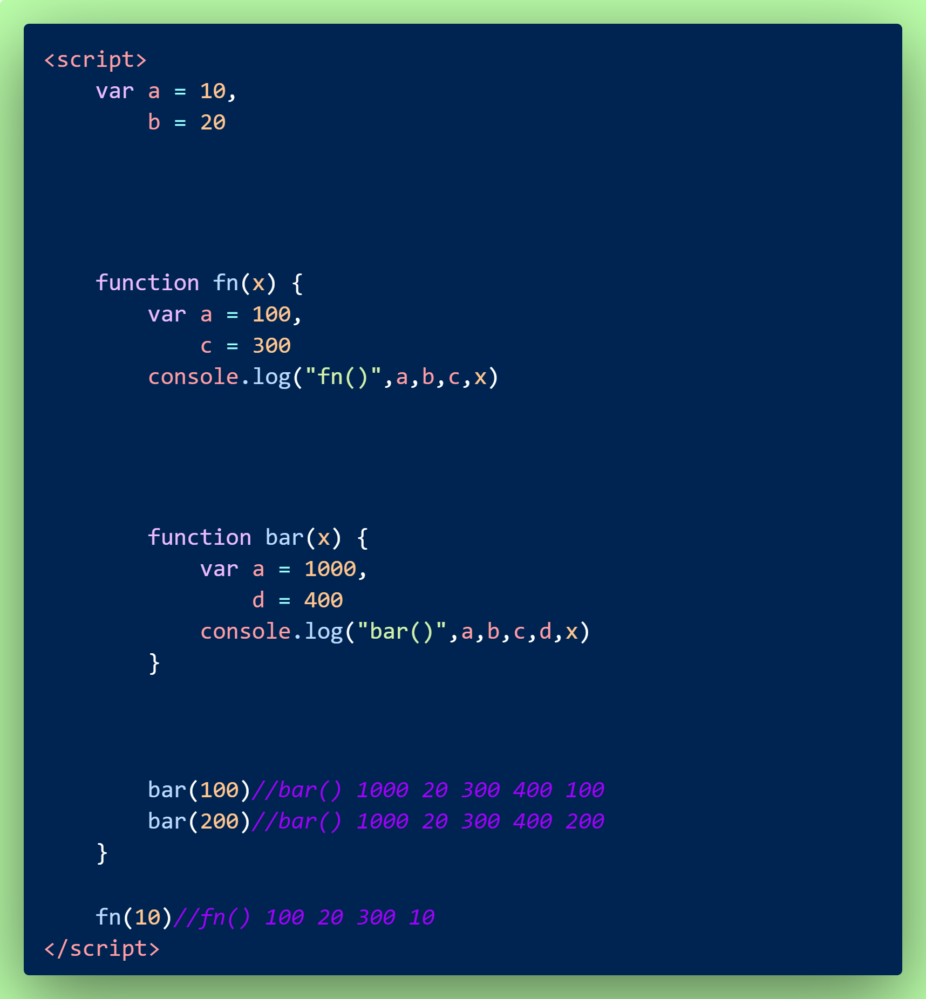 <script>
    var a = 10,
        b = 20
    function fn(x) {
        var a = 100,
            c = 300
        console.log("fn()",a,b,c,x)
        function bar(x) {
            var a = 1000,
                d = 400
            console.log("bar()",a,b,c,d,x)
        }
        bar(100)//bar() 1000 20 300 400 100
        bar(200)//bar() 1000 20 300 400 200
    }
    fn(10)//fn() 100 20 300 10
</script>